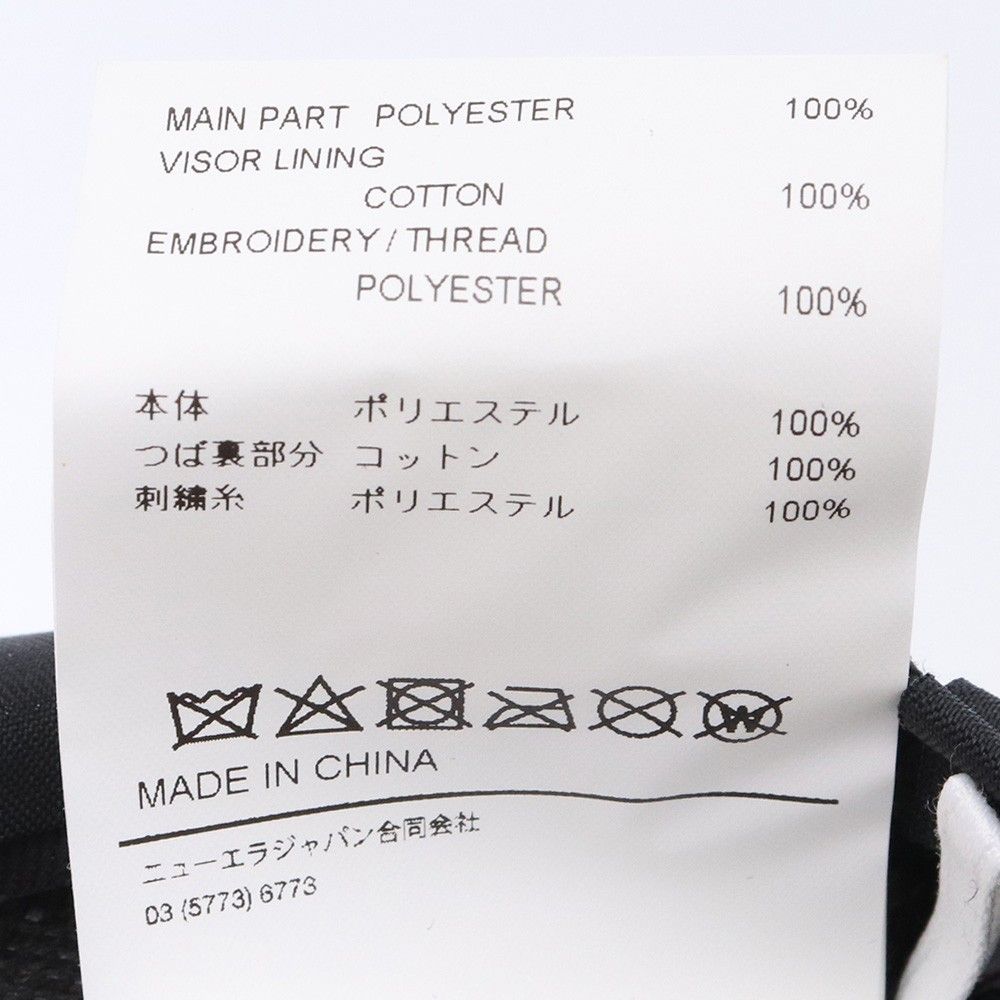 MAIN PART POLYESTER 100%
VISOR LINING
COTTON 100%
EMBROIDERY / THREAD
POLYESTER 100%
本体 ポリエステル 100%
つば裏部分 コットン 100%
刺繍糸 ポリエステル 100%
W
MADE IN CHINA
ニューエラジャパン合同会社
03 (5773) 6773